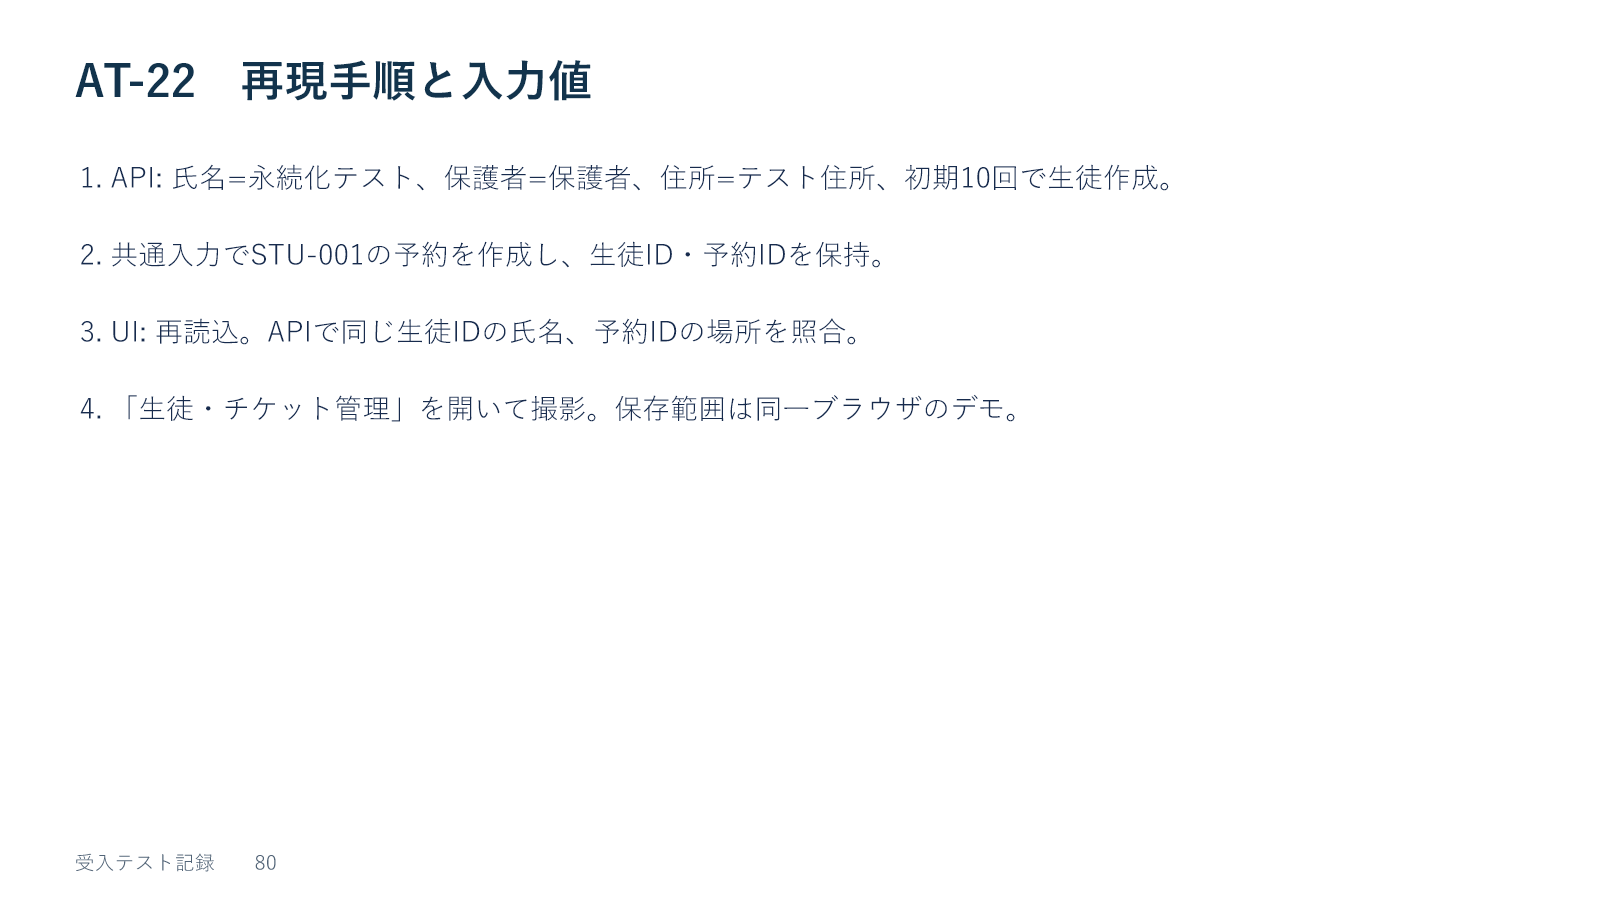 AT-22　再現手順と入力値
1. API: 氏名=永続化テスト、保護者=保護者、住所=テスト住所、初期10回で生徒作成。
2. 共通入力でSTU-001の予約を作成し、生徒ID・予約IDを保持。
3. UI: 再読込。APIで同じ生徒IDの氏名、予約IDの場所を照合。
4. 「生徒・チケット管理」を開いて撮影。保存範囲は同一ブラウザのデモ。
受入テスト記録　　80